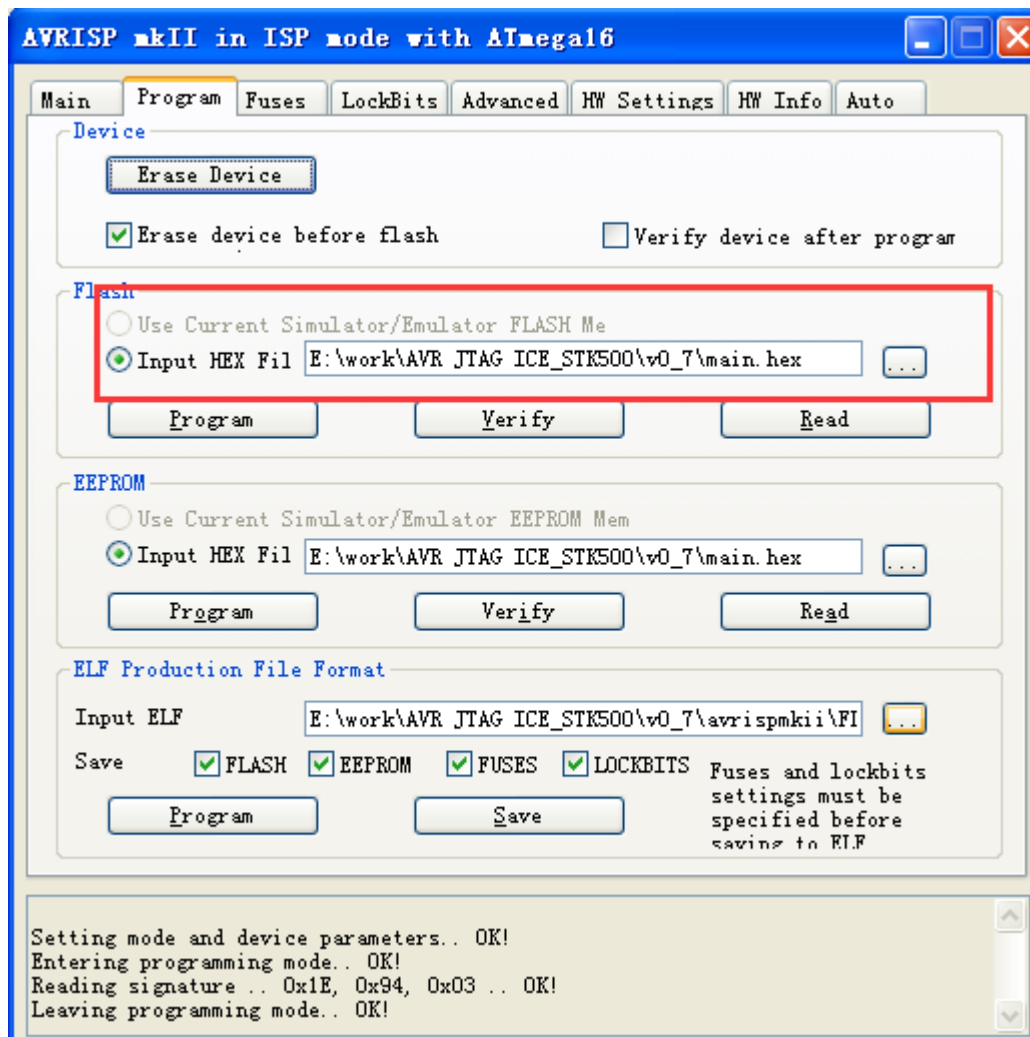 AVRISP mkII in ISP mode with ATmega16
Main Program Fuses LockBits Advanced HW Settings HW Info Auto
Device
Erase Device
Erase device before flash Verify device after program
Flash
Use Current Simulator/Emulator FLASH Me
Input HEX Fil E:\work\AVR JTAG ICE_STK500\v0_7\main.hex ...
Program Verify Read
EEPROM
Use Current Simulator/Emulator EEPROM Mem
Input HEX Fil E:\work\AVR JTAG ICE_STK500\v0_7\main.hex ...
Program Verify Read
ELF Production File Format
Input ELF E:\work\AVR JTAG ICE_STK500\v0_7\avrispmkii\FI ...
Save FLASH EEPROM FUSES LOCKBITS Fuses and lockbits
settings must be
Program Save specified before
saving to ELF
Setting mode and device parameters.. OK!
Entering programming mode.. OK!
Reading signature .. 0x1E, 0x94, 0x03 .. OK!
Leaving programming mode.. OK!